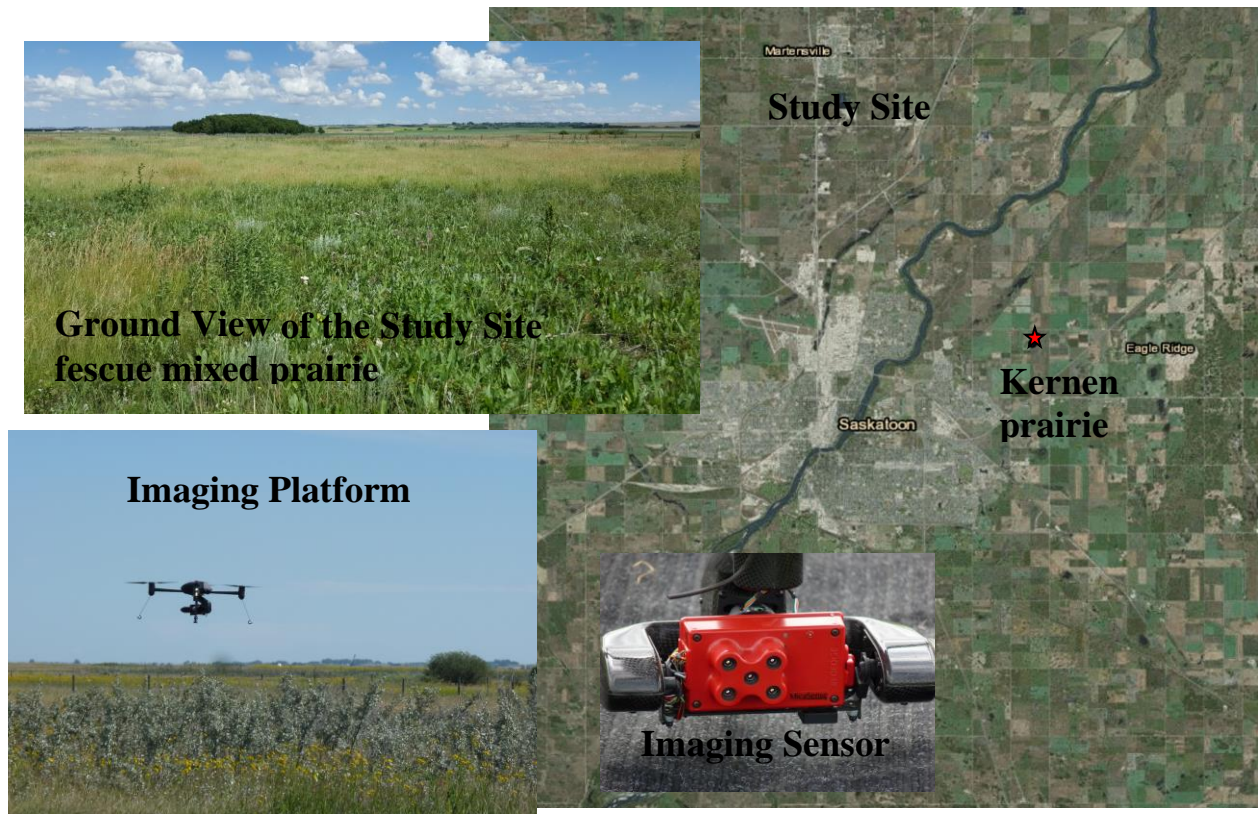 Martensville
Study Site
Ground View of the Study Site
fescue mixed prairie
Eagle Ridge
Kernen
prairie
Saskatoon
Imaging Platform
Imaging Sensor